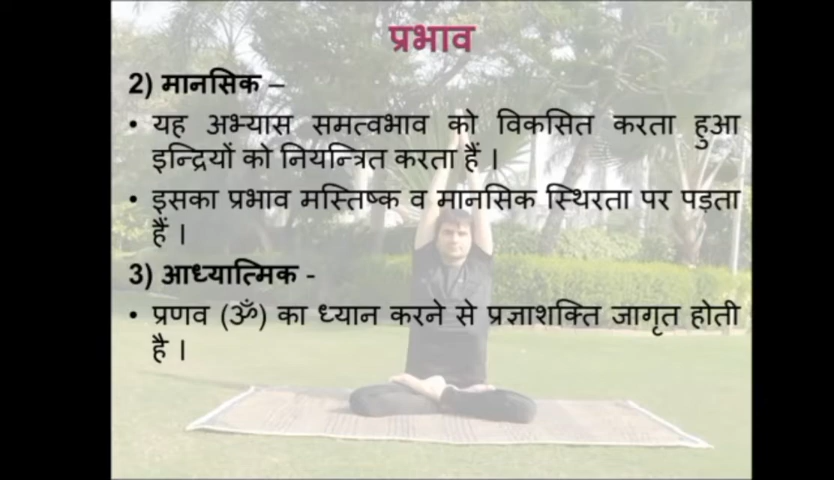 प्रभाव
2) मानसिक –
• यह अभ्यास समत्वभाव को विकसित करता हुआ
इन्द्रियों को नियन्त्रित करता हैं ।
• इसका प्रभाव मस्तिष्क व मानसिक स्थिरता पर पड़ता
हैं ।
3) आध्यात्मिक -
• प्रणव (ॐ) का ध्यान करने से प्रज्ञाशक्ति जागृत होती
है ।